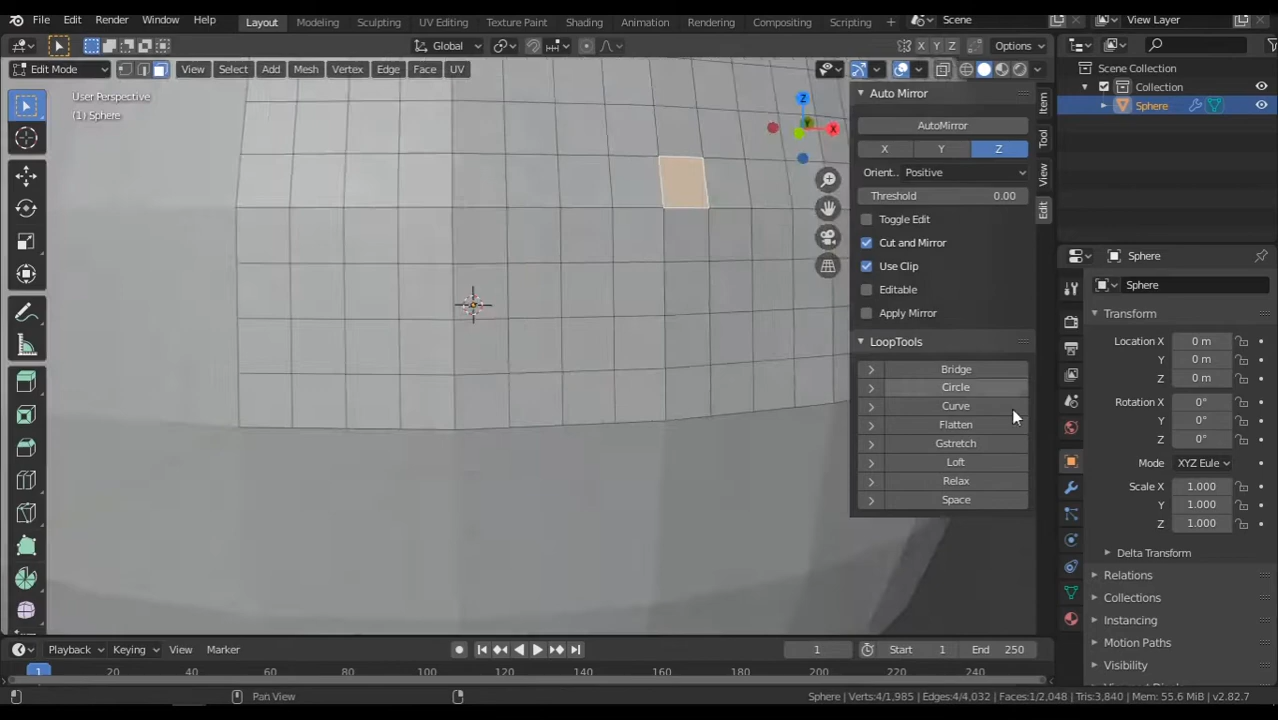 File Edit Render Window Help Layout Modeling Sculpting UV Editing Texture Paint Shading Animation Rendering Compositing Scripting + Scene View Layer
Global X Y Z Options
Edit Mode View Select Add Mesh Vertex Edge Face UV
User Perspective
(1) Sphere
Z
Y
X
Auto Mirror
AutoMirror
X Y Z
Orient.. Positive
Threshold 0.00
Toggle Edit
Cut and Mirror
Use Clip
Editable
Apply Mirror
LoopTools
Bridge
Circle
Curve
Flatten
Gstretch
Loft
Relax
Space
Item
Tool
View
Edit
Scene Collection
Collection
Sphere
Sphere
Sphere
Transform
Location X 0 m
Y 0 m
Z 0 m
Rotation X 0°
Y 0°
Z 0°
Mode XYZ Eule
Scale X 1.000
Y 1.000
Z 1.000
Delta Transform
Relations
Collections
Instancing
Motion Paths
Visibility
Playback Keying View Marker 1 Start 1 End 250
1 20 40 60 80 100 120 140 160 180 200 220 240
Pan View
Sphere | Verts:4/1,985 | Edges:4/4,032 | Faces:1/2,048 | Tris:3,840 | Mem: 55.6 MiB | v2.82.7